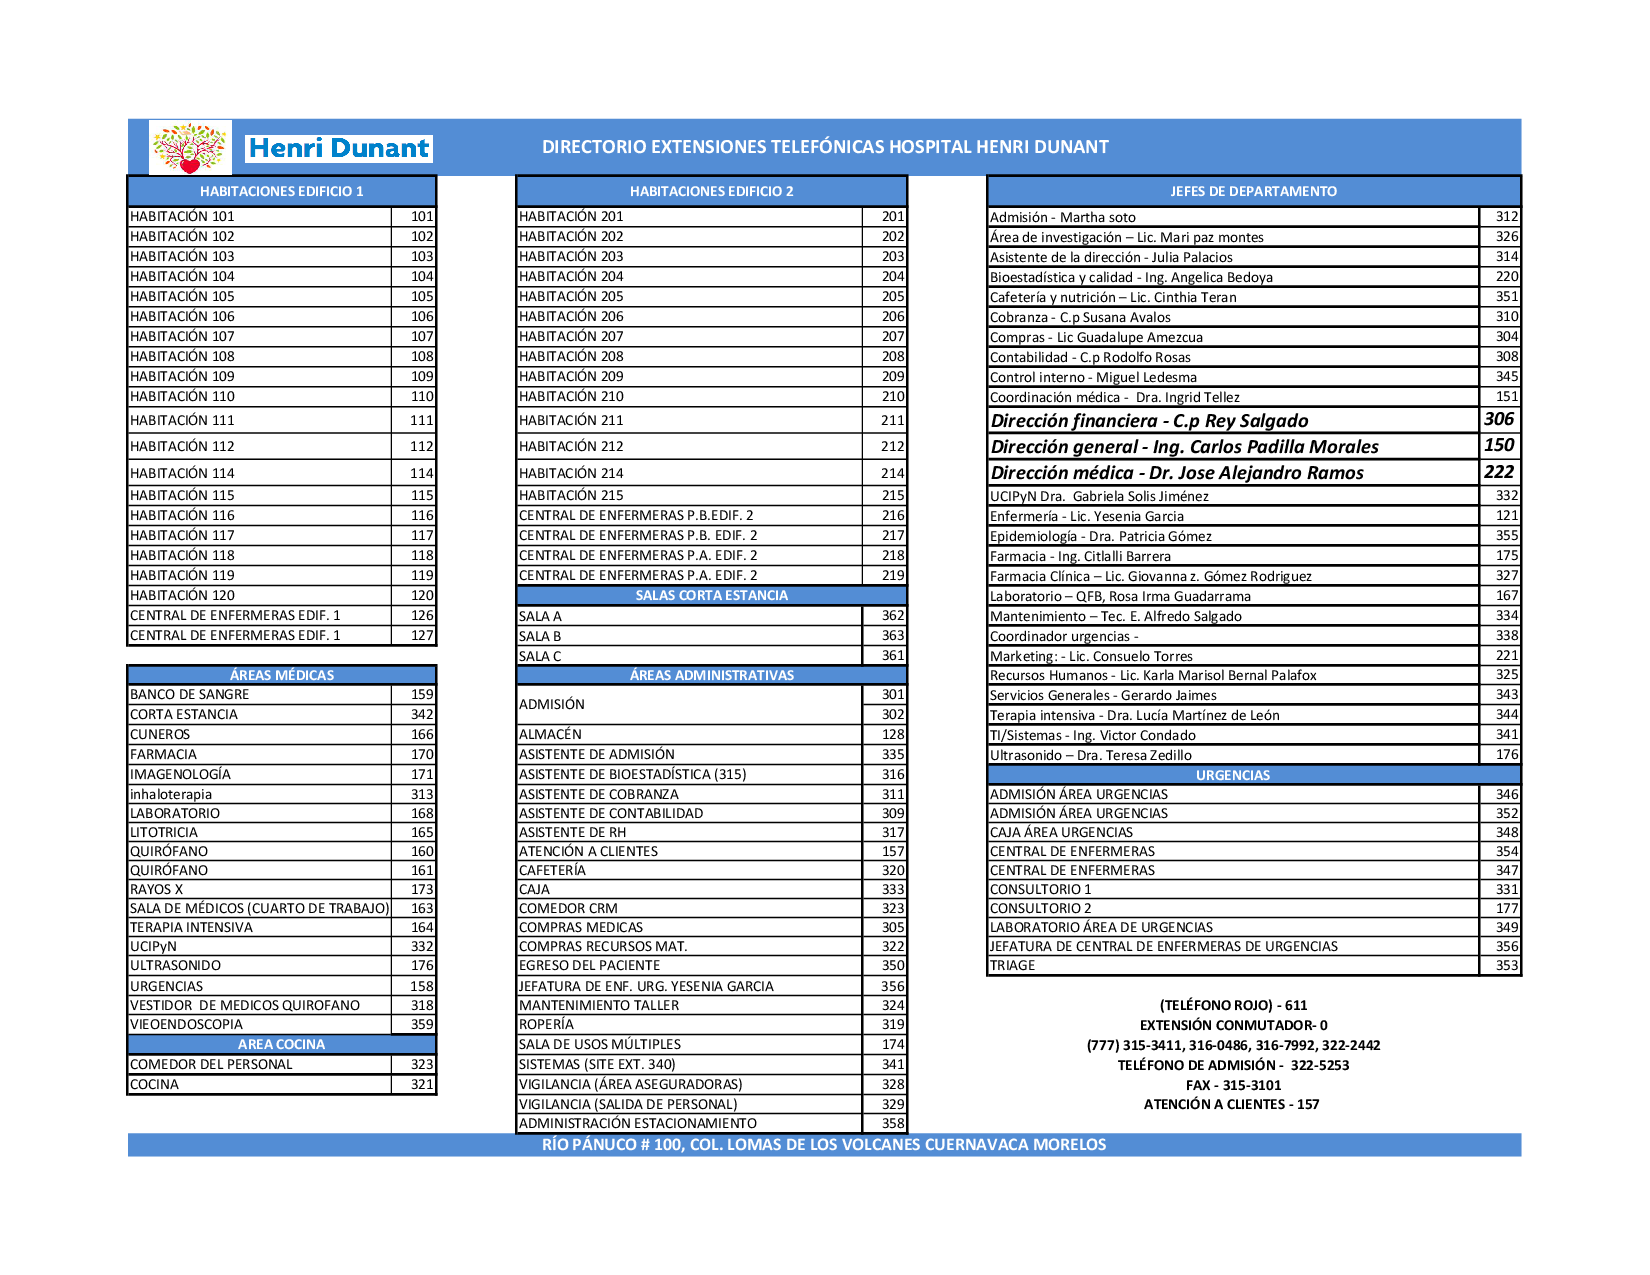 Henri Dunant
DIRECTORIO EXTENSIONES TELEFÓNICAS HOSPITAL HENRI DUNANT
HABITACIONES EDIFICIO 1
HABITACIÓN 101 101
HABITACIÓN 102 102
HABITACIÓN 103 103
HABITACIÓN 104 104
HABITACIÓN 105 105
HABITACIÓN 106 106
HABITACIÓN 107 107
HABITACIÓN 108 108
HABITACIÓN 109 109
HABITACIÓN 110 110
HABITACIÓN 111 111
HABITACIÓN 112 112
HABITACIÓN 114 114
HABITACIÓN 115 115
HABITACIÓN 116 116
HABITACIÓN 117 117
HABITACIÓN 118 118
HABITACIÓN 119 119
HABITACIÓN 120 120
CENTRAL DE ENFERMERAS EDIF. 1 126
CENTRAL DE ENFERMERAS EDIF. 1 127
ÁREAS MÉDICAS
BANCO DE SANGRE 159
CORTA ESTANCIA 342
CUNEROS 166
FARMACIA 170
IMAGENOLOGÍA 171
inhaloterapia 313
LABORATORIO 168
LITOTRICIA 165
QUIRÓFANO 160
QUIRÓFANO 161
RAYOS X 173
SALA DE MÉDICOS (CUARTO DE TRABAJO) 163
TERAPIA INTENSIVA 164
UCIPyN 332
ULTRASONIDO 176
URGENCIAS 158
VESTIDOR  DE MEDICOS QUIROFANO 318
VIEOENDOSCOPIA 359
AREA COCINA
COMEDOR DEL PERSONAL 323
COCINA 321
HABITACIONES EDIFICIO 2
HABITACIÓN 201 201
HABITACIÓN 202 202
HABITACIÓN 203 203
HABITACIÓN 204 204
HABITACIÓN 205 205
HABITACIÓN 206 206
HABITACIÓN 207 207
HABITACIÓN 208 208
HABITACIÓN 209 209
HABITACIÓN 210 210
HABITACIÓN 211 211
HABITACIÓN 212 212
HABITACIÓN 214 214
HABITACIÓN 215 215
CENTRAL DE ENFERMERAS P.B.EDIF. 2 216
CENTRAL DE ENFERMERAS P.B. EDIF. 2 217
CENTRAL DE ENFERMERAS P.A. EDIF. 2 218
CENTRAL DE ENFERMERAS P.A. EDIF. 2 219
SALAS CORTA ESTANCIA
SALA A 362
SALA B 363
SALA C 361
ÁREAS ADMINISTRATIVAS
ADMISIÓN 301
302
ALMACÉN 128
ASISTENTE DE ADMISIÓN 335
ASISTENTE DE BIOESTADÍSTICA (315) 316
ASISTENTE DE COBRANZA 311
ASISTENTE DE CONTABILIDAD 309
ASISTENTE DE RH 317
ATENCIÓN A CLIENTES 157
CAFETERÍA 320
CAJA 333
COMEDOR CRM 323
COMPRAS MEDICAS 305
COMPRAS RECURSOS MAT. 322
EGRESO DEL PACIENTE 350
JEFATURA DE ENF. URG. YESENIA GARCIA 356
MANTENIMIENTO TALLER 324
ROPERÍA 319
SALA DE USOS MÚLTIPLES 174
SISTEMAS (SITE EXT. 340) 341
VIGILANCIA (ÁREA ASEGURADORAS) 328
VIGILANCIA (SALIDA DE PERSONAL) 329
ADMINISTRACIÓN ESTACIONAMIENTO 358
JEFES DE DEPARTAMENTO
Admisión - Martha soto 312
Área de investigación – Lic. Mari paz montes 326
Asistente de la dirección - Julia Palacios 314
Bioestadística y calidad - Ing. Angelica Bedoya 220
Cafetería y nutrición – Lic. Cinthia Teran 351
Cobranza - C.p Susana Avalos 310
Compras - Lic Guadalupe Amezcua 304
Contabilidad - C.p Rodolfo Rosas 308
Control interno - Miguel Ledesma 345
Coordinación médica -  Dra. Ingrid Tellez 151
Dirección financiera - C.p Rey Salgado 306
Dirección general - Ing. Carlos Padilla Morales 150
Dirección médica - Dr. Jose Alejandro Ramos 222
UCIPyN Dra.  Gabriela Solis Jiménez 332
Enfermería - Lic. Yesenia Garcia 121
Epidemiología - Dra. Patricia Gómez 355
Farmacia - Ing. Citlalli Barrera 175
Farmacia Clínica – Lic. Giovanna z. Gómez Rodriguez 327
Laboratorio – QFB, Rosa Irma Guadarrama 167
Mantenimiento – Tec. E. Alfredo Salgado 334
Coordinador urgencias - 338
Marketing: - Lic. Consuelo Torres 221
Recursos Humanos - Lic. Karla Marisol Bernal Palafox 325
Servicios Generales - Gerardo Jaimes 343
Terapia intensiva - Dra. Lucía Martínez de León 344
TI/Sistemas - Ing. Victor Condado 341
Ultrasonido – Dra. Teresa Zedillo 176
URGENCIAS
ADMISIÓN ÁREA URGENCIAS 346
ADMISIÓN ÁREA URGENCIAS 352
CAJA ÁREA URGENCIAS 348
CENTRAL DE ENFERMERAS 354
CENTRAL DE ENFERMERAS 347
CONSULTORIO 1 331
CONSULTORIO 2 177
LABORATORIO ÁREA DE URGENCIAS 349
JEFATURA DE CENTRAL DE ENFERMERAS DE URGENCIAS 356
TRIAGE 353
(TELÉFONO ROJO) - 611
EXTENSIÓN CONMUTADOR- 0
(777) 315-3411, 316-0486, 316-7992, 322-2442
TELÉFONO DE ADMISIÓN -  322-5253
FAX - 315-3101
ATENCIÓN A CLIENTES - 157
RÍO PÁNUCO # 100, COL. LOMAS DE LOS VOLCANES CUERNAVACA MORELOS